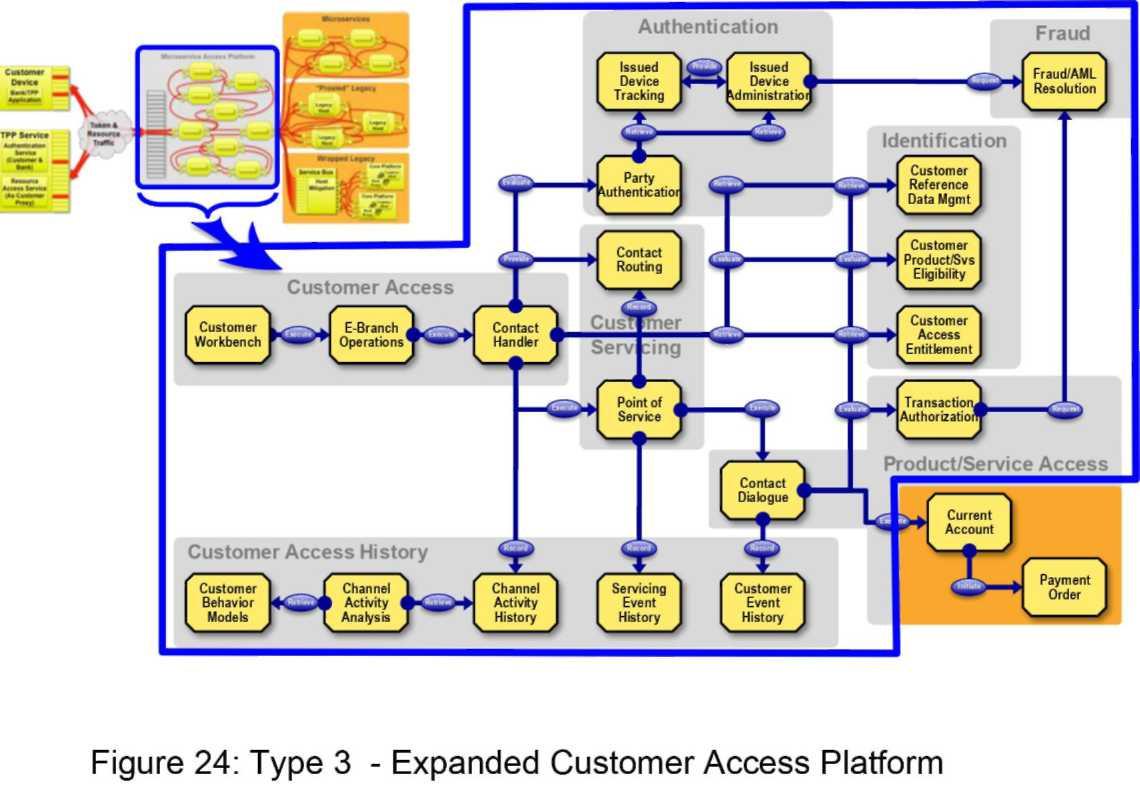 Customer
Device
Bank/TPP
Application
TPP Service
Authentication
Service
(Customer &
Bank)
Resource
Access Service
(As Customer
Proxy)
Token &
Resource
Traffic
Microservice Access Platform
Microservices
Legacy
Legacy
Host
Legacy
Host
Wrapped Legacy
Service Bus
Host
Mitigation
Core Platform
Core Platform
Authentication
Issued
Device
Tracking
Provide
Issued
Device
Administration
Request
Fraud
Fraud/AML
Resolution
Retrieve
Retrieve
Party
Authentication
Evaluate
Identification
Retrieve
Retrieve
Customer
Reference
Data Mgmt
Provide
Contact
Routing
Evaluate
Evaluate
Customer
Product/Svs
Eligibility
Customer Access
Customer
Workbench
Execute
E-Branch
Operations
Execute
Contact
Handler
Record
Customer
Servicing
Retrieve
Retrieve
Customer
Access
Entitlement
Execute
Point of
Service
Execute
Evaluate
Transaction
Authorization
Request
Product/Service Access
Contact
Dialogue
Execute
Current
Account
Initiate
Payment
Order
Customer Access History
Record
Record
Record
Customer
Behavior
Models
Retrieve
Channel
Activity
Analysis
Retrieve
Channel
Activity
History
Servicing
Event
History
Customer
Event
History
Figure 24: Type 3 - Expanded Customer Access Platform